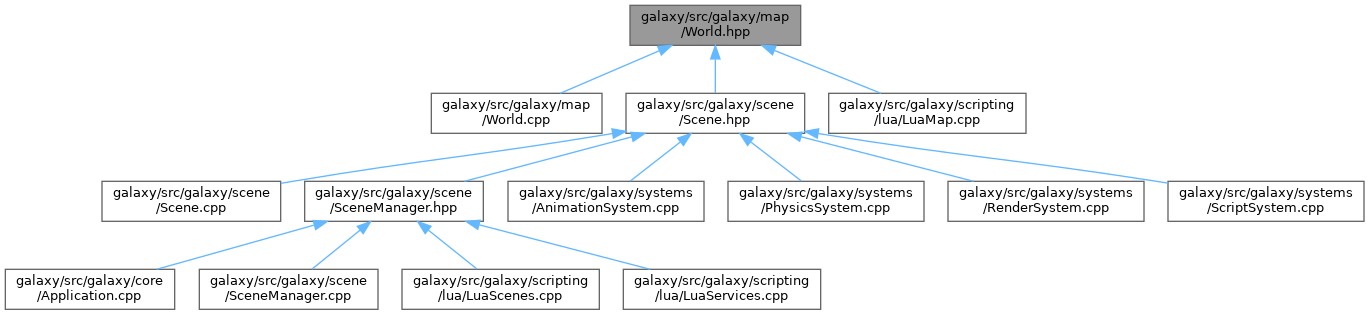 galaxy/src/galaxy/map
/World.hpp
galaxy/src/galaxy/map
/World.cpp
galaxy/src/galaxy/scene
/Scene.hpp
galaxy/src/galaxy/scripting
/lua/LuaMap.cpp
galaxy/src/galaxy/scene
/Scene.cpp
galaxy/src/galaxy/scene
/SceneManager.hpp
galaxy/src/galaxy/systems
/AnimationSystem.cpp
galaxy/src/galaxy/systems
/PhysicsSystem.cpp
galaxy/src/galaxy/systems
/RenderSystem.cpp
galaxy/src/galaxy/systems
/ScriptSystem.cpp
galaxy/src/galaxy/core
/Application.cpp
galaxy/src/galaxy/scene
/SceneManager.cpp
galaxy/src/galaxy/scripting
/lua/LuaScenes.cpp
galaxy/src/galaxy/scripting
/lua/LuaServices.cpp